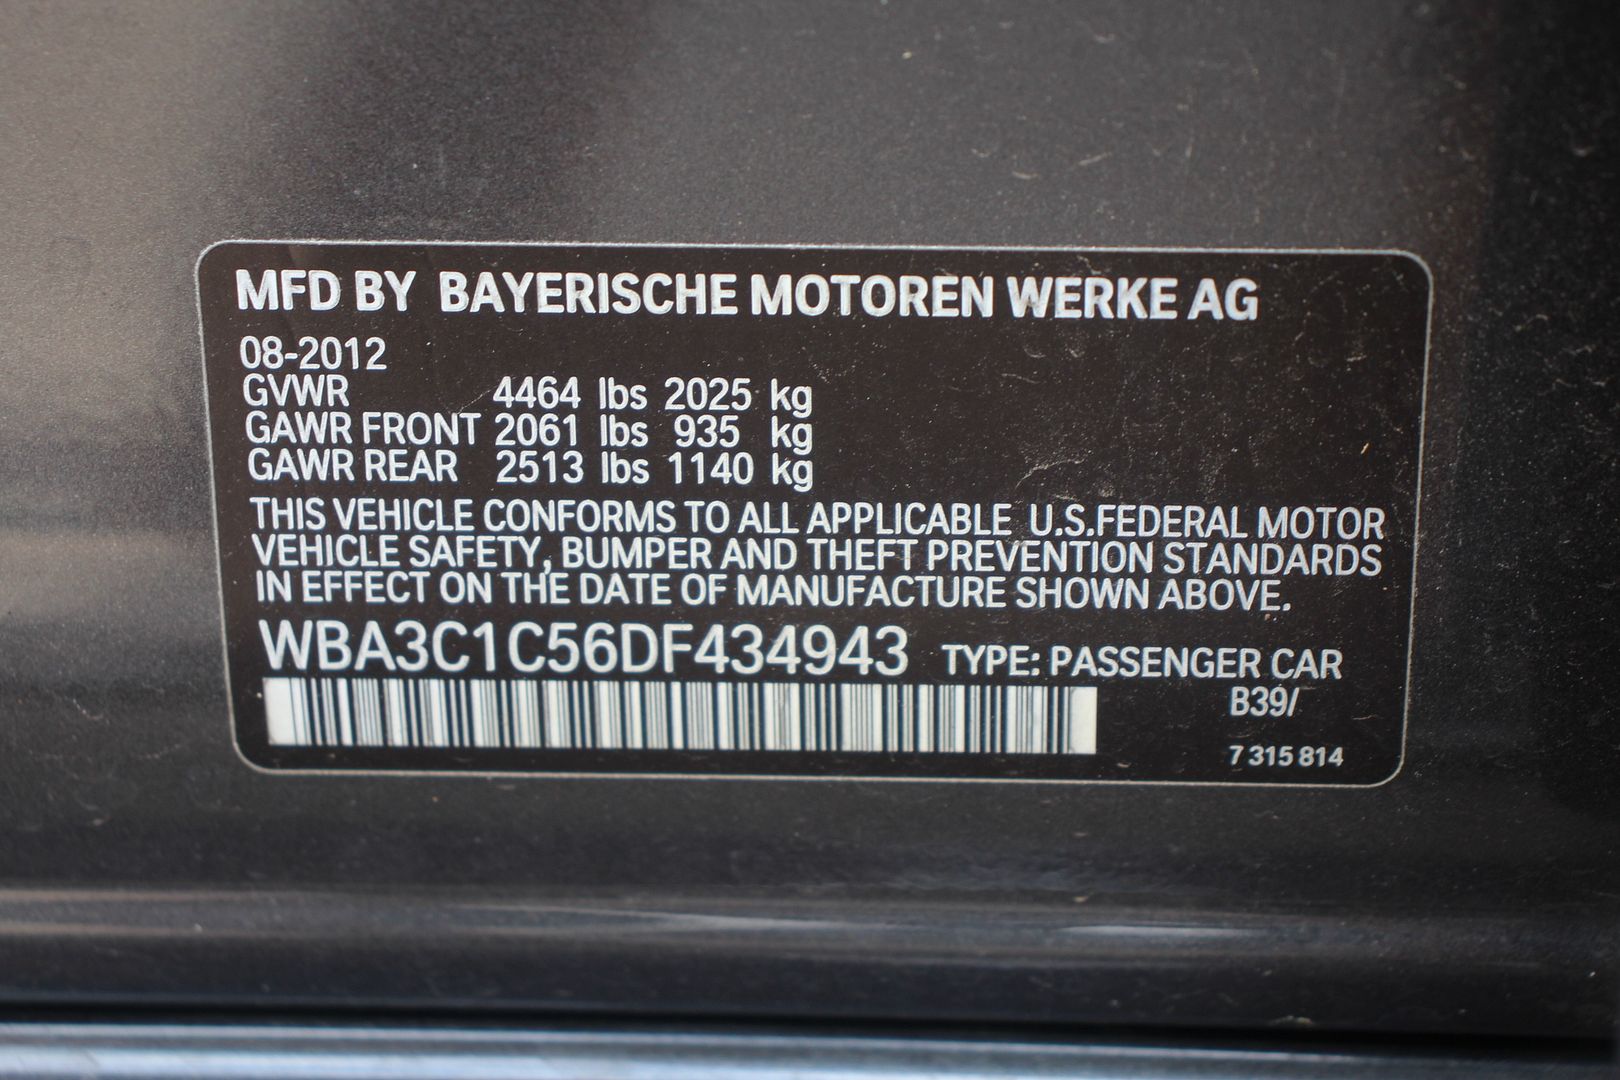 MFD BY BAYERISCHE MOTOREN WERKE AG
08-2012
GVWR 4464 lbs 2025 kg
GAWR FRONT 2061 lbs 935 kg
GAWR REAR 2513 lbs 1140 kg
THIS VEHICLE CONFORMS TO ALL APPLICABLE U.S.FEDERAL MOTOR
VEHICLE SAFETY, BUMPER AND THEFT PREVENTION STANDARDS
IN EFFECT ON THE DATE OF MANUFACTURE SHOWN ABOVE.
WBA3C1C56DF434943 TYPE: PASSENGER CAR
B39/
7 315 814